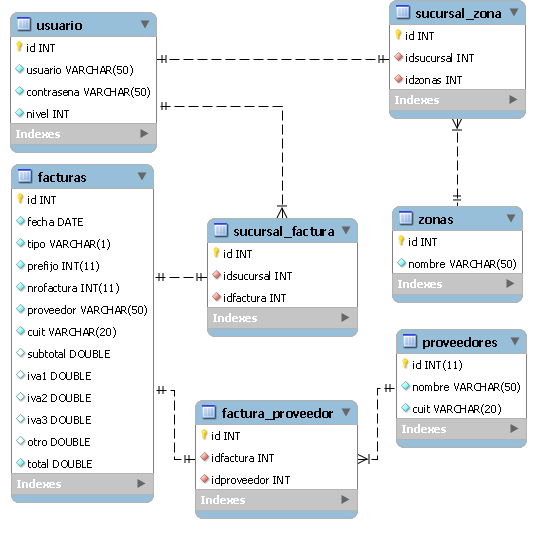 usuario
id INT
usuario VARCHAR(50)
contrasena VARCHAR(50)
nivel INT
Indexes
sucursal_zona
id INT
idsucursal INT
idzonas INT
Indexes
facturas
id INT
fecha DATE
tipo VARCHAR(1)
prefijo INT(11)
nrofactura INT(11)
proveedor VARCHAR(50)
cuit VARCHAR(20)
subtotal DOUBLE
iva1 DOUBLE
iva2 DOUBLE
iva3 DOUBLE
otro DOUBLE
total DOUBLE
Indexes
sucursal_factura
id INT
idsucursal INT
idfactura INT
Indexes
zonas
id INT
nombre VARCHAR(50)
Indexes
proveedores
id INT(11)
nombre VARCHAR(50)
cuit VARCHAR(20)
Indexes
factura_proveedor
id INT
idfactura INT
idproveedor INT
Indexes